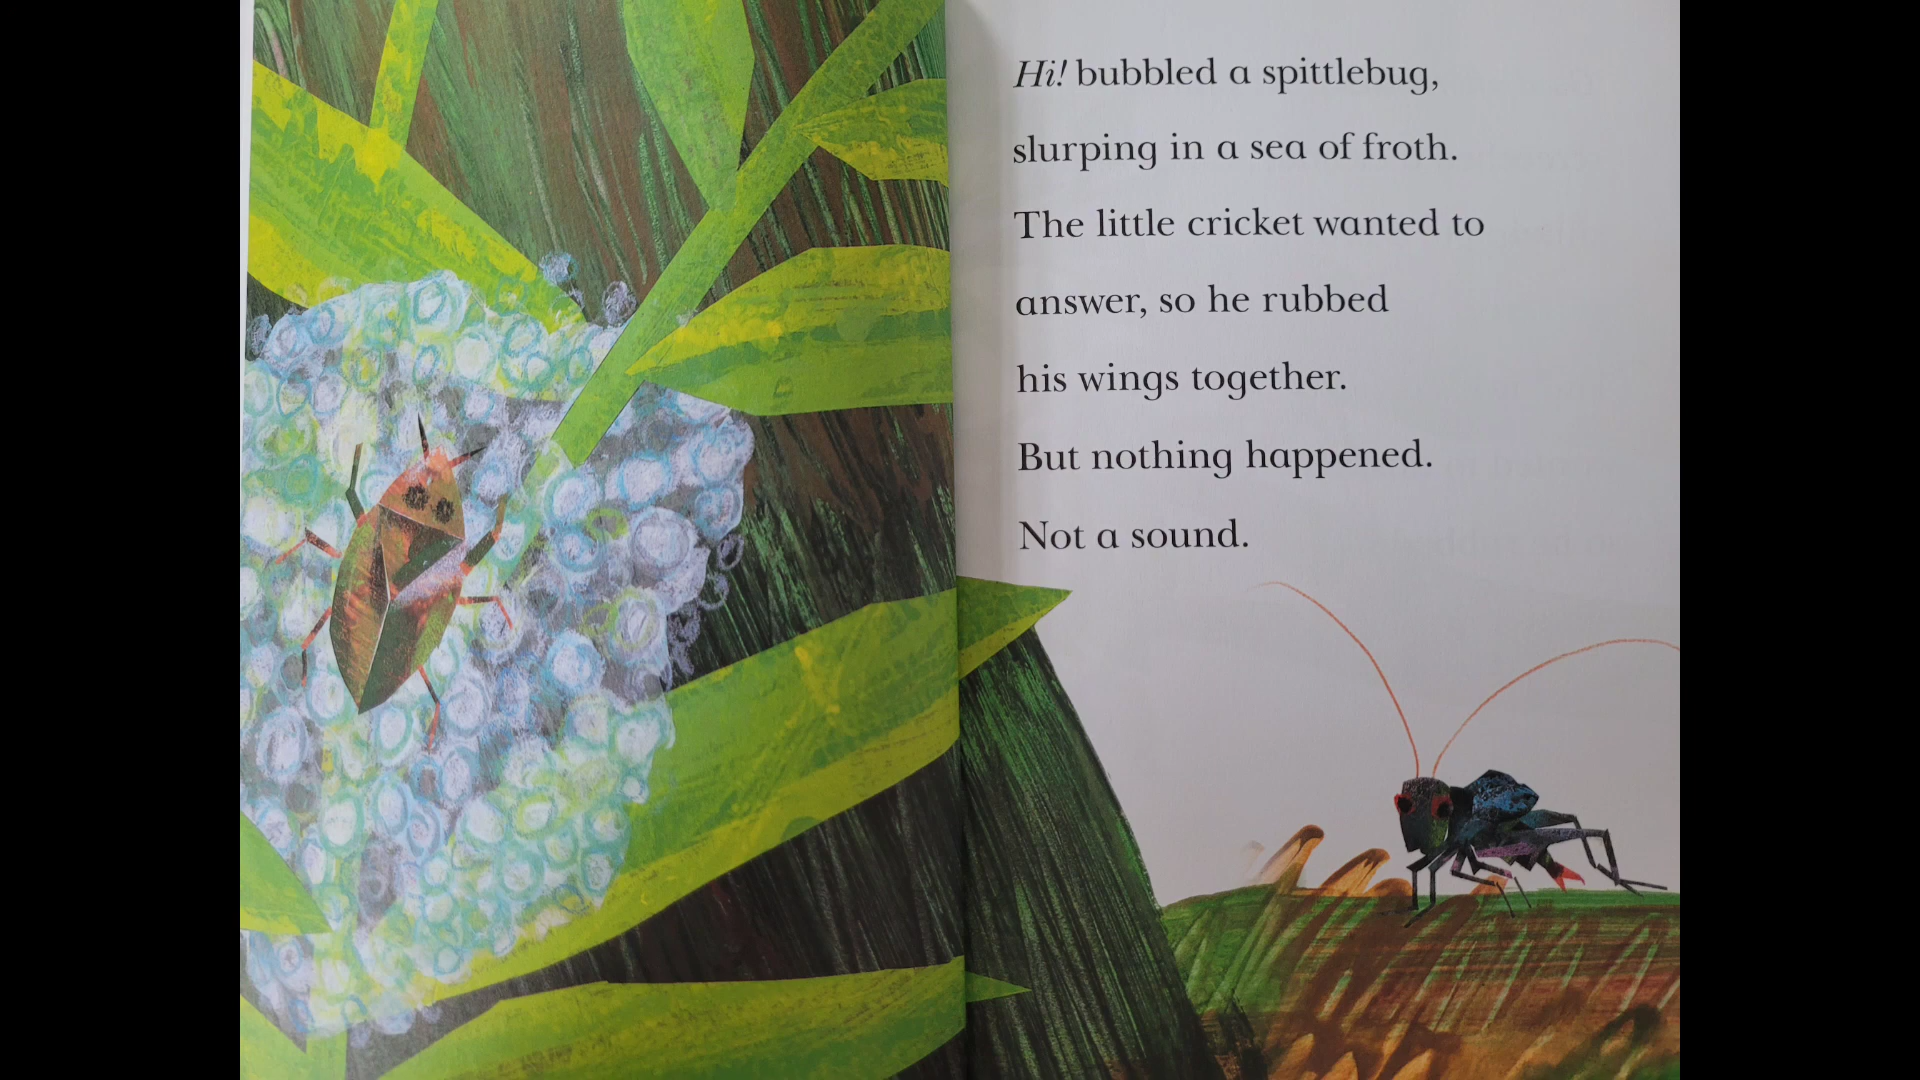 Hi! bubbled a spittlebug,
slurping in a sea of froth.
The little cricket wanted to
answer, so he rubbed
his wings together.
But nothing happened.
Not a sound.